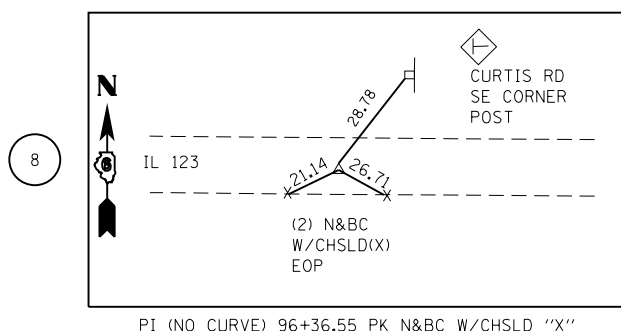 N
8
6
IL 123
CURTIS RD
SE CORNER
POST
28.78
21.14
26.71
(2) N&BC
W/CHSLD(X)
EOP
PI (NO CURVE) 96+36.55 PK N&BC W/CHSLD "X"